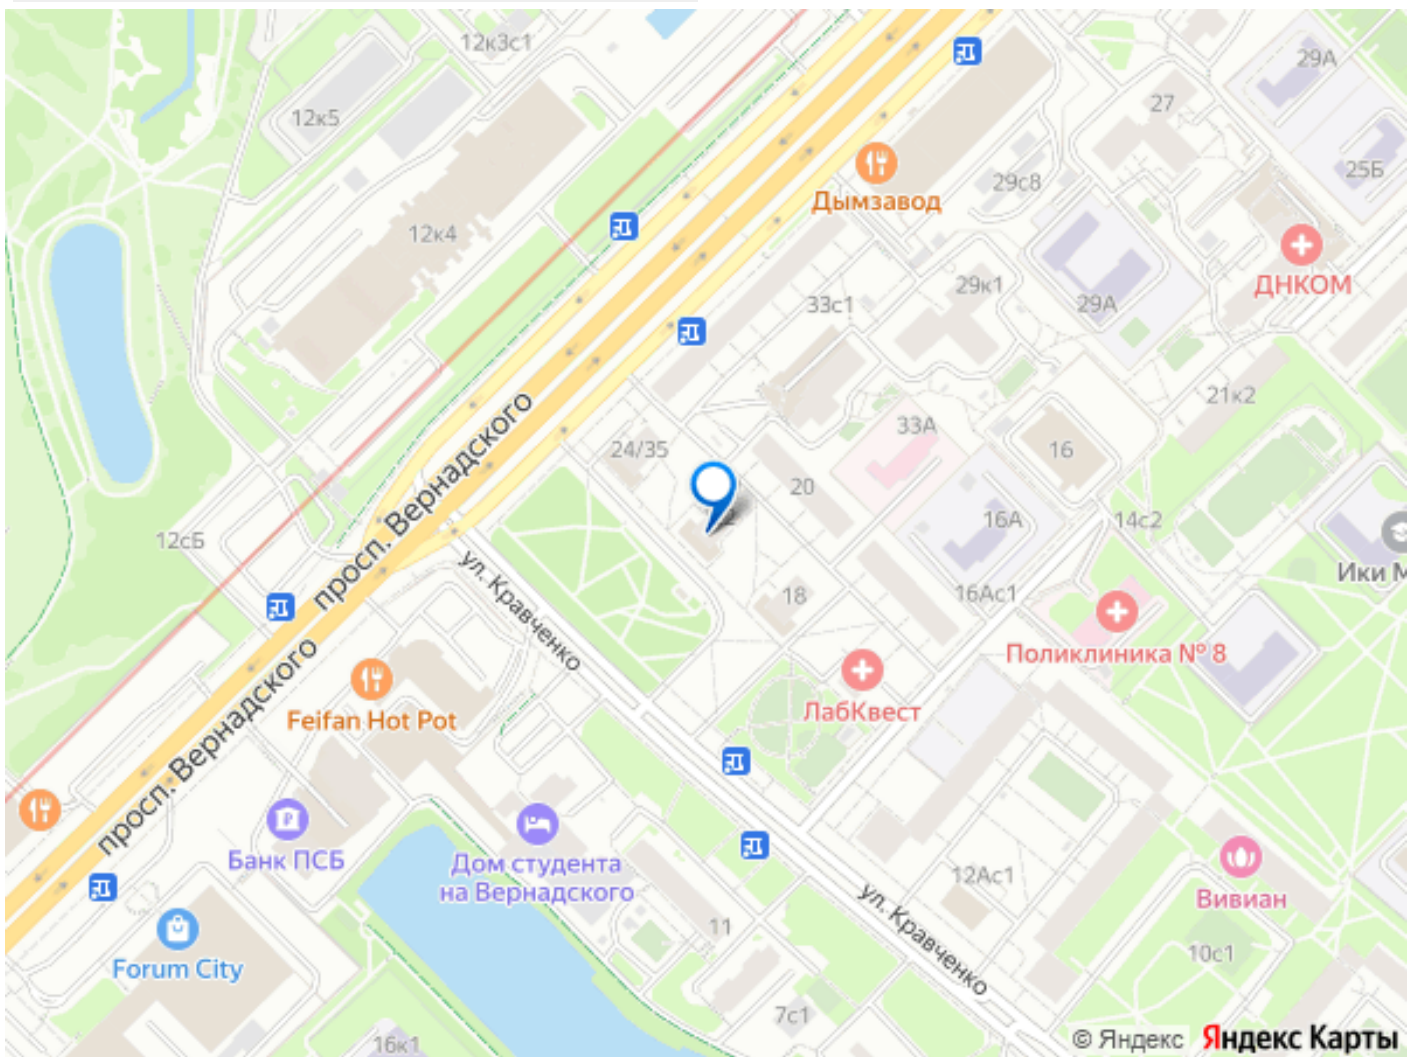 12к3с1
29А
27
12к5
25Б
29с8
Дымзавод
12к4
29к1
ДНКОМ
29А
33с1
21к2
просп. Вернадского
33А
24/35
16
20
14с2
16А
12сБ
Ики М
ул. Кравченко
18
16Ас1
Поликлиника № 8
просп. Вернадского
ЛабКвест
Feifan Hot Pot
Банк ПСБ
Дом студента
на Вернадского
12Ас1
Вивиан
ул. Кравченко
11
10с1
Forum City
7с1
16к1
© Яндекс Яндекс Карты